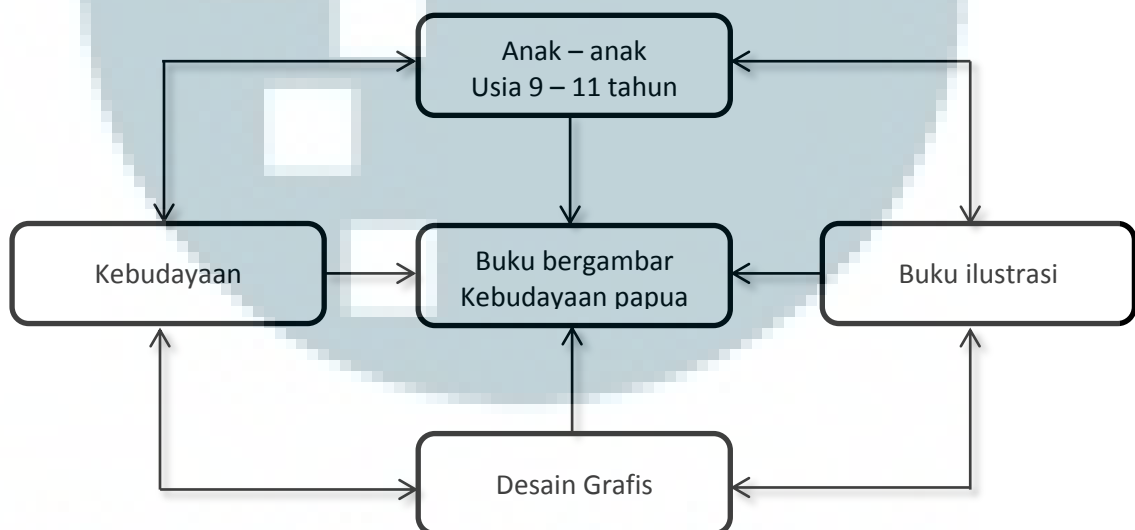 Anak – anak
Usia 9 – 11 tahun
Kebudayaan
Buku bergambar
Kebudayaan papua
Buku ilustrasi
Desain Grafis